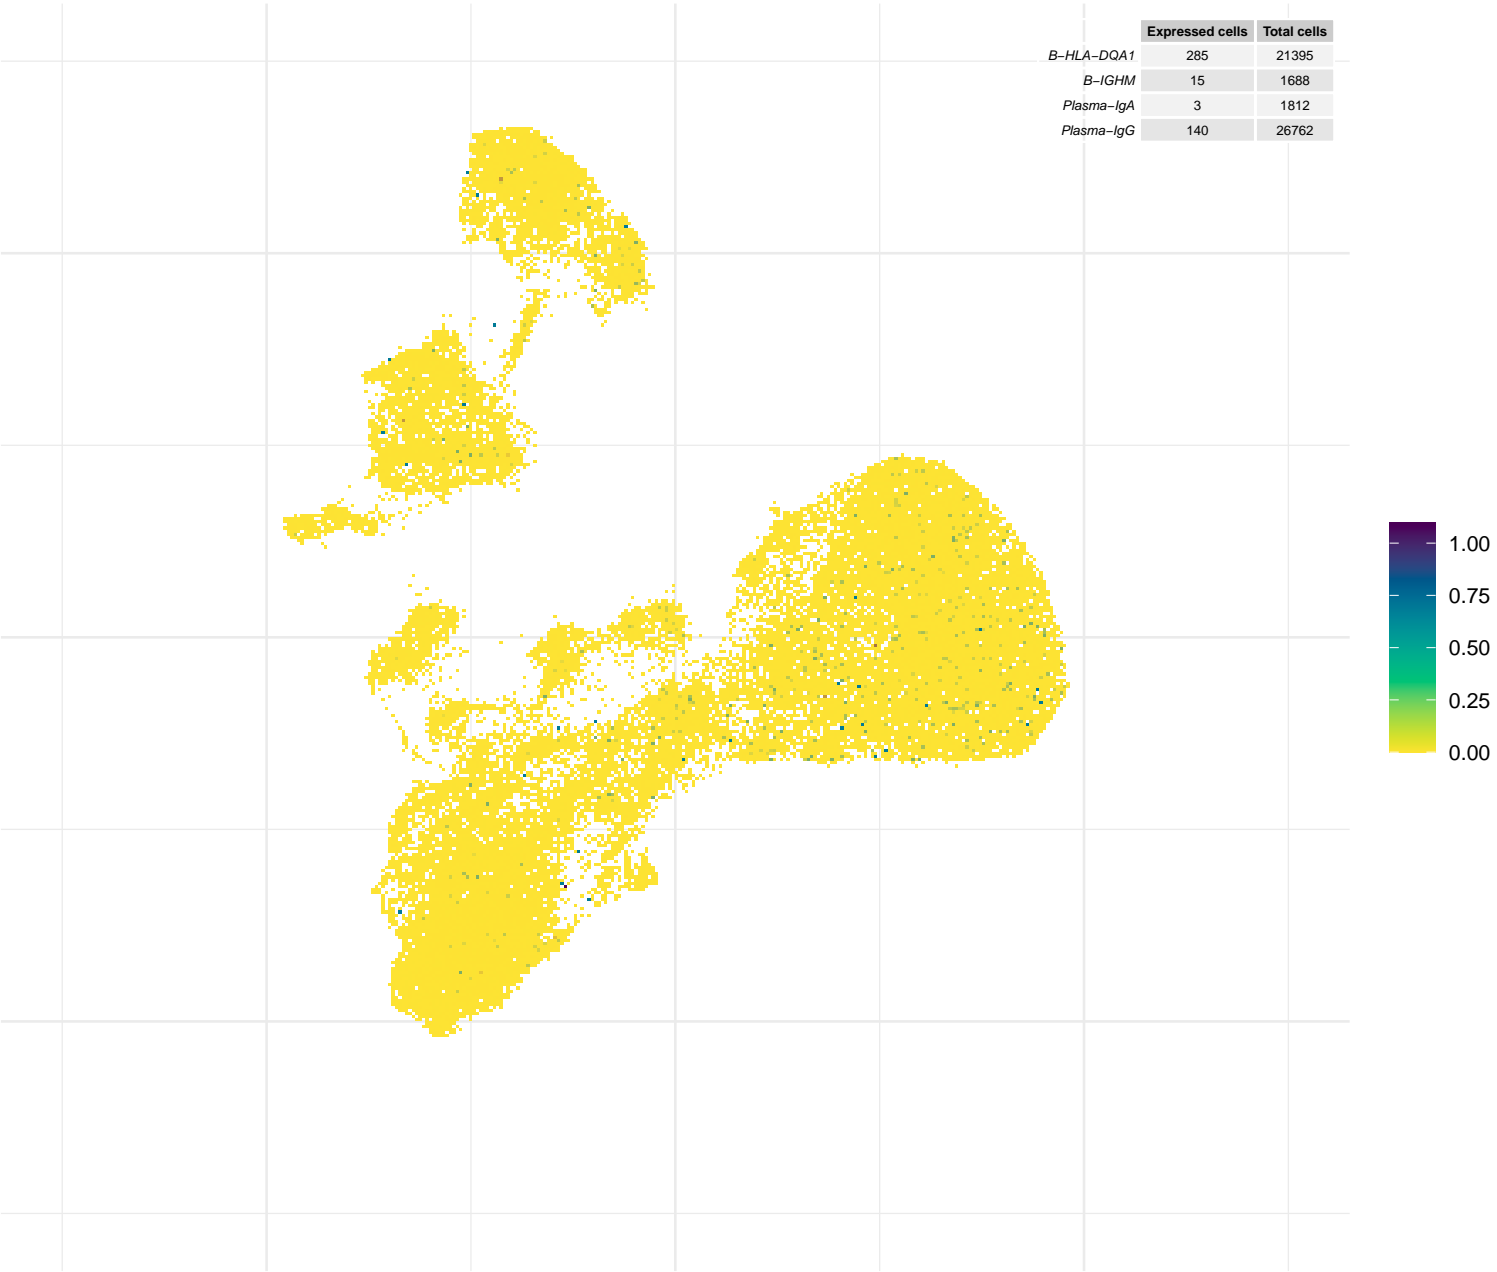 Expressed cells Total cells
B−HLA−DQA1 285 21395
B−IGHM 15 1688
Plasma−IgA 3 1812
Plasma−IgG 140 26762
1.00
0.75
0.50
0.25
0.00